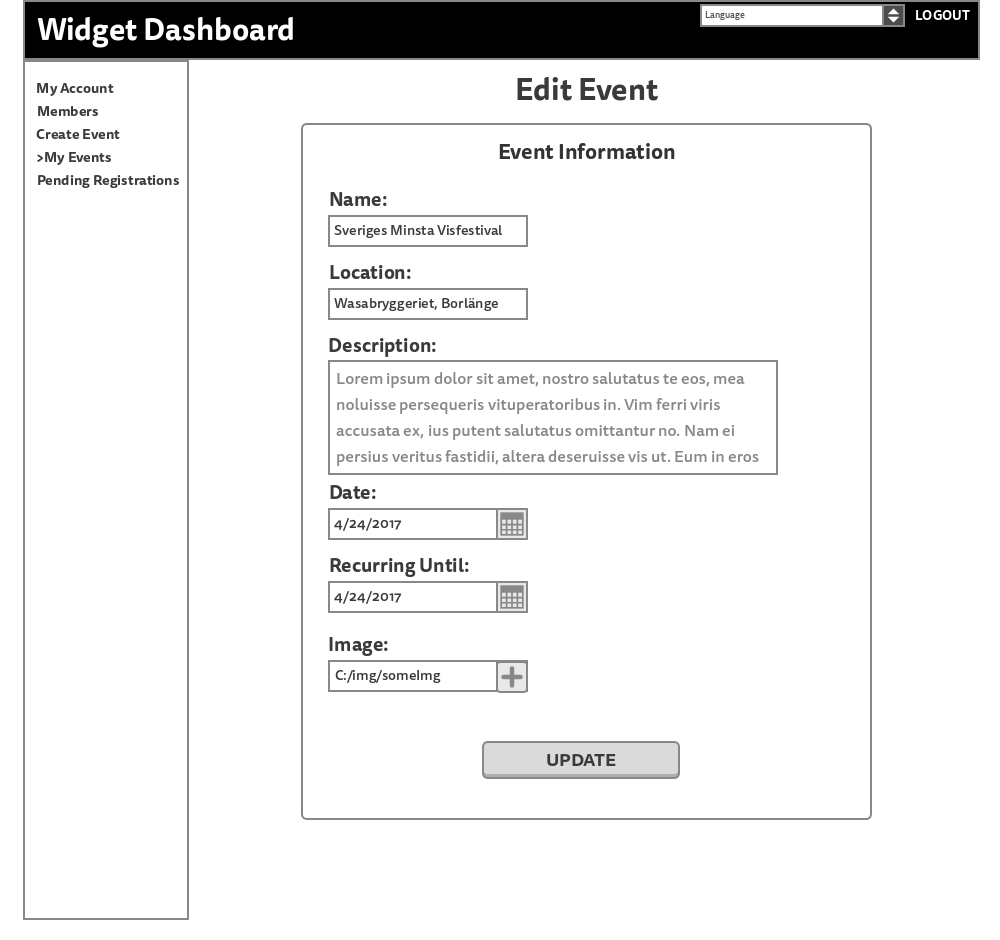 Widget Dashboard
Language
LOGOUT
My Account
Members
Create Event
>My Events
Pending Registrations
Edit Event
Event Information
Name:
Sveriges Minsta Visfestival
Location:
Wasabryggeriet, Borlänge
Description:
Lorem ipsum dolor sit amet, nostro salutatus te eos, mea
noluisse persequeris vituperatoribus in. Vim ferri viris
accusata ex, ius putent salutatus omittantur no. Nam ei
persius veritus fastidii, altera deseruisse vis ut. Eum in eros
Date:
4/24/2017
Recurring Until:
4/24/2017
Image:
C:/img/someImg
UPDATE